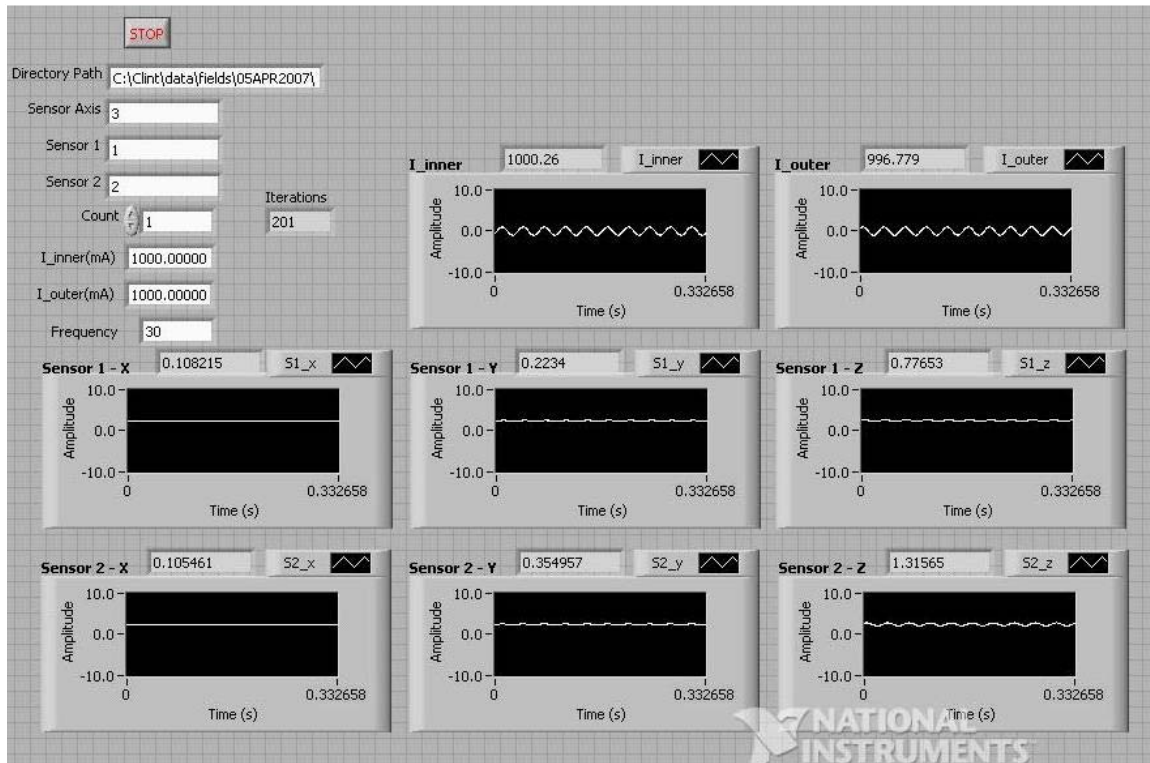 STOP
Directory Path C:\Clint\data\fields\05APR2007\
Sensor Axis 3
Sensor 1 1
Sensor 2 2
Count 1
Iterations
201
I_inner(mA) 1000.00000
I_outer(mA) 1000.00000
Frequency 30
I_inner 1000.26 I_inner
Amplitude
10.0
0.0
-10.0
0 0.332658
Time (s)
I_outer 996.779 I_outer
Amplitude
10.0
0.0
-10.0
0 0.332658
Time (s)
Sensor 1 - X 0.108215 S1_x
Amplitude
10.0
0.0
-10.0
0 0.332658
Time (s)
Sensor 1 - Y 0.2234 S1_y
Amplitude
10.0
0.0
-10.0
0 0.332658
Time (s)
Sensor 1 - Z 0.77653 S1_z
Amplitude
10.0
0.0
-10.0
0 0.332658
Time (s)
Sensor 2 - X 0.105461 S2_x
Amplitude
10.0
0.0
-10.0
0 0.332658
Time (s)
Sensor 2 - Y 0.354957 S2_y
Amplitude
10.0
0.0
-10.0
0 0.332658
Time (s)
Sensor 2 - Z 1.31565 S2_z
Amplitude
10.0
0.0
-10.0
0 0.332658
Time (s)
NATIONAL
INSTRUMENTS